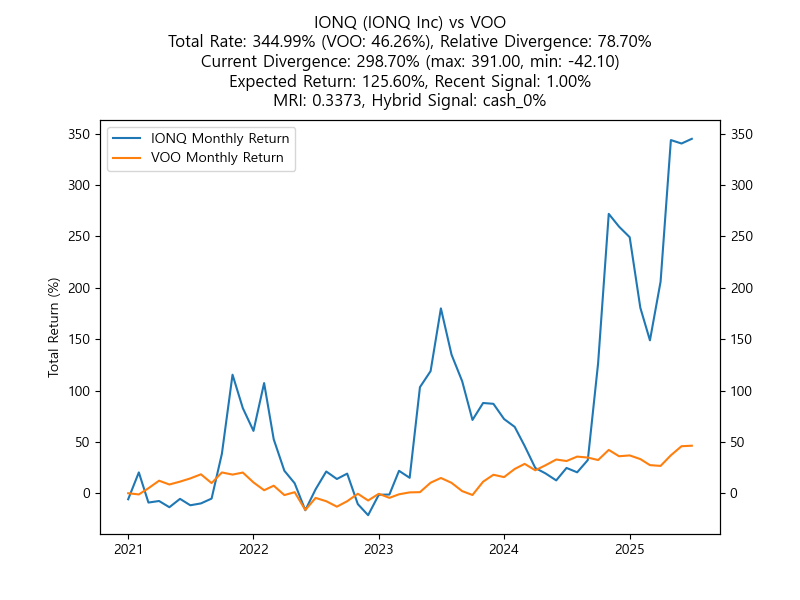 IONQ (IONQ Inc) vs VOO
Total Rate: 344.99% (VOO: 46.26%), Relative Divergence: 78.70%
Current Divergence: 298.70% (max: 391.00, min: -42.10)
Expected Return: 125.60%, Recent Signal: 1.00%
MRI: 0.3373, Hybrid Signal: cash_0%
IONQ Monthly Return
VOO Monthly Return
Total Return (%)
350
300
250
200
150
100
50
0
350
300
250
200
150
100
50
0
2021
2022
2023
2024
2025